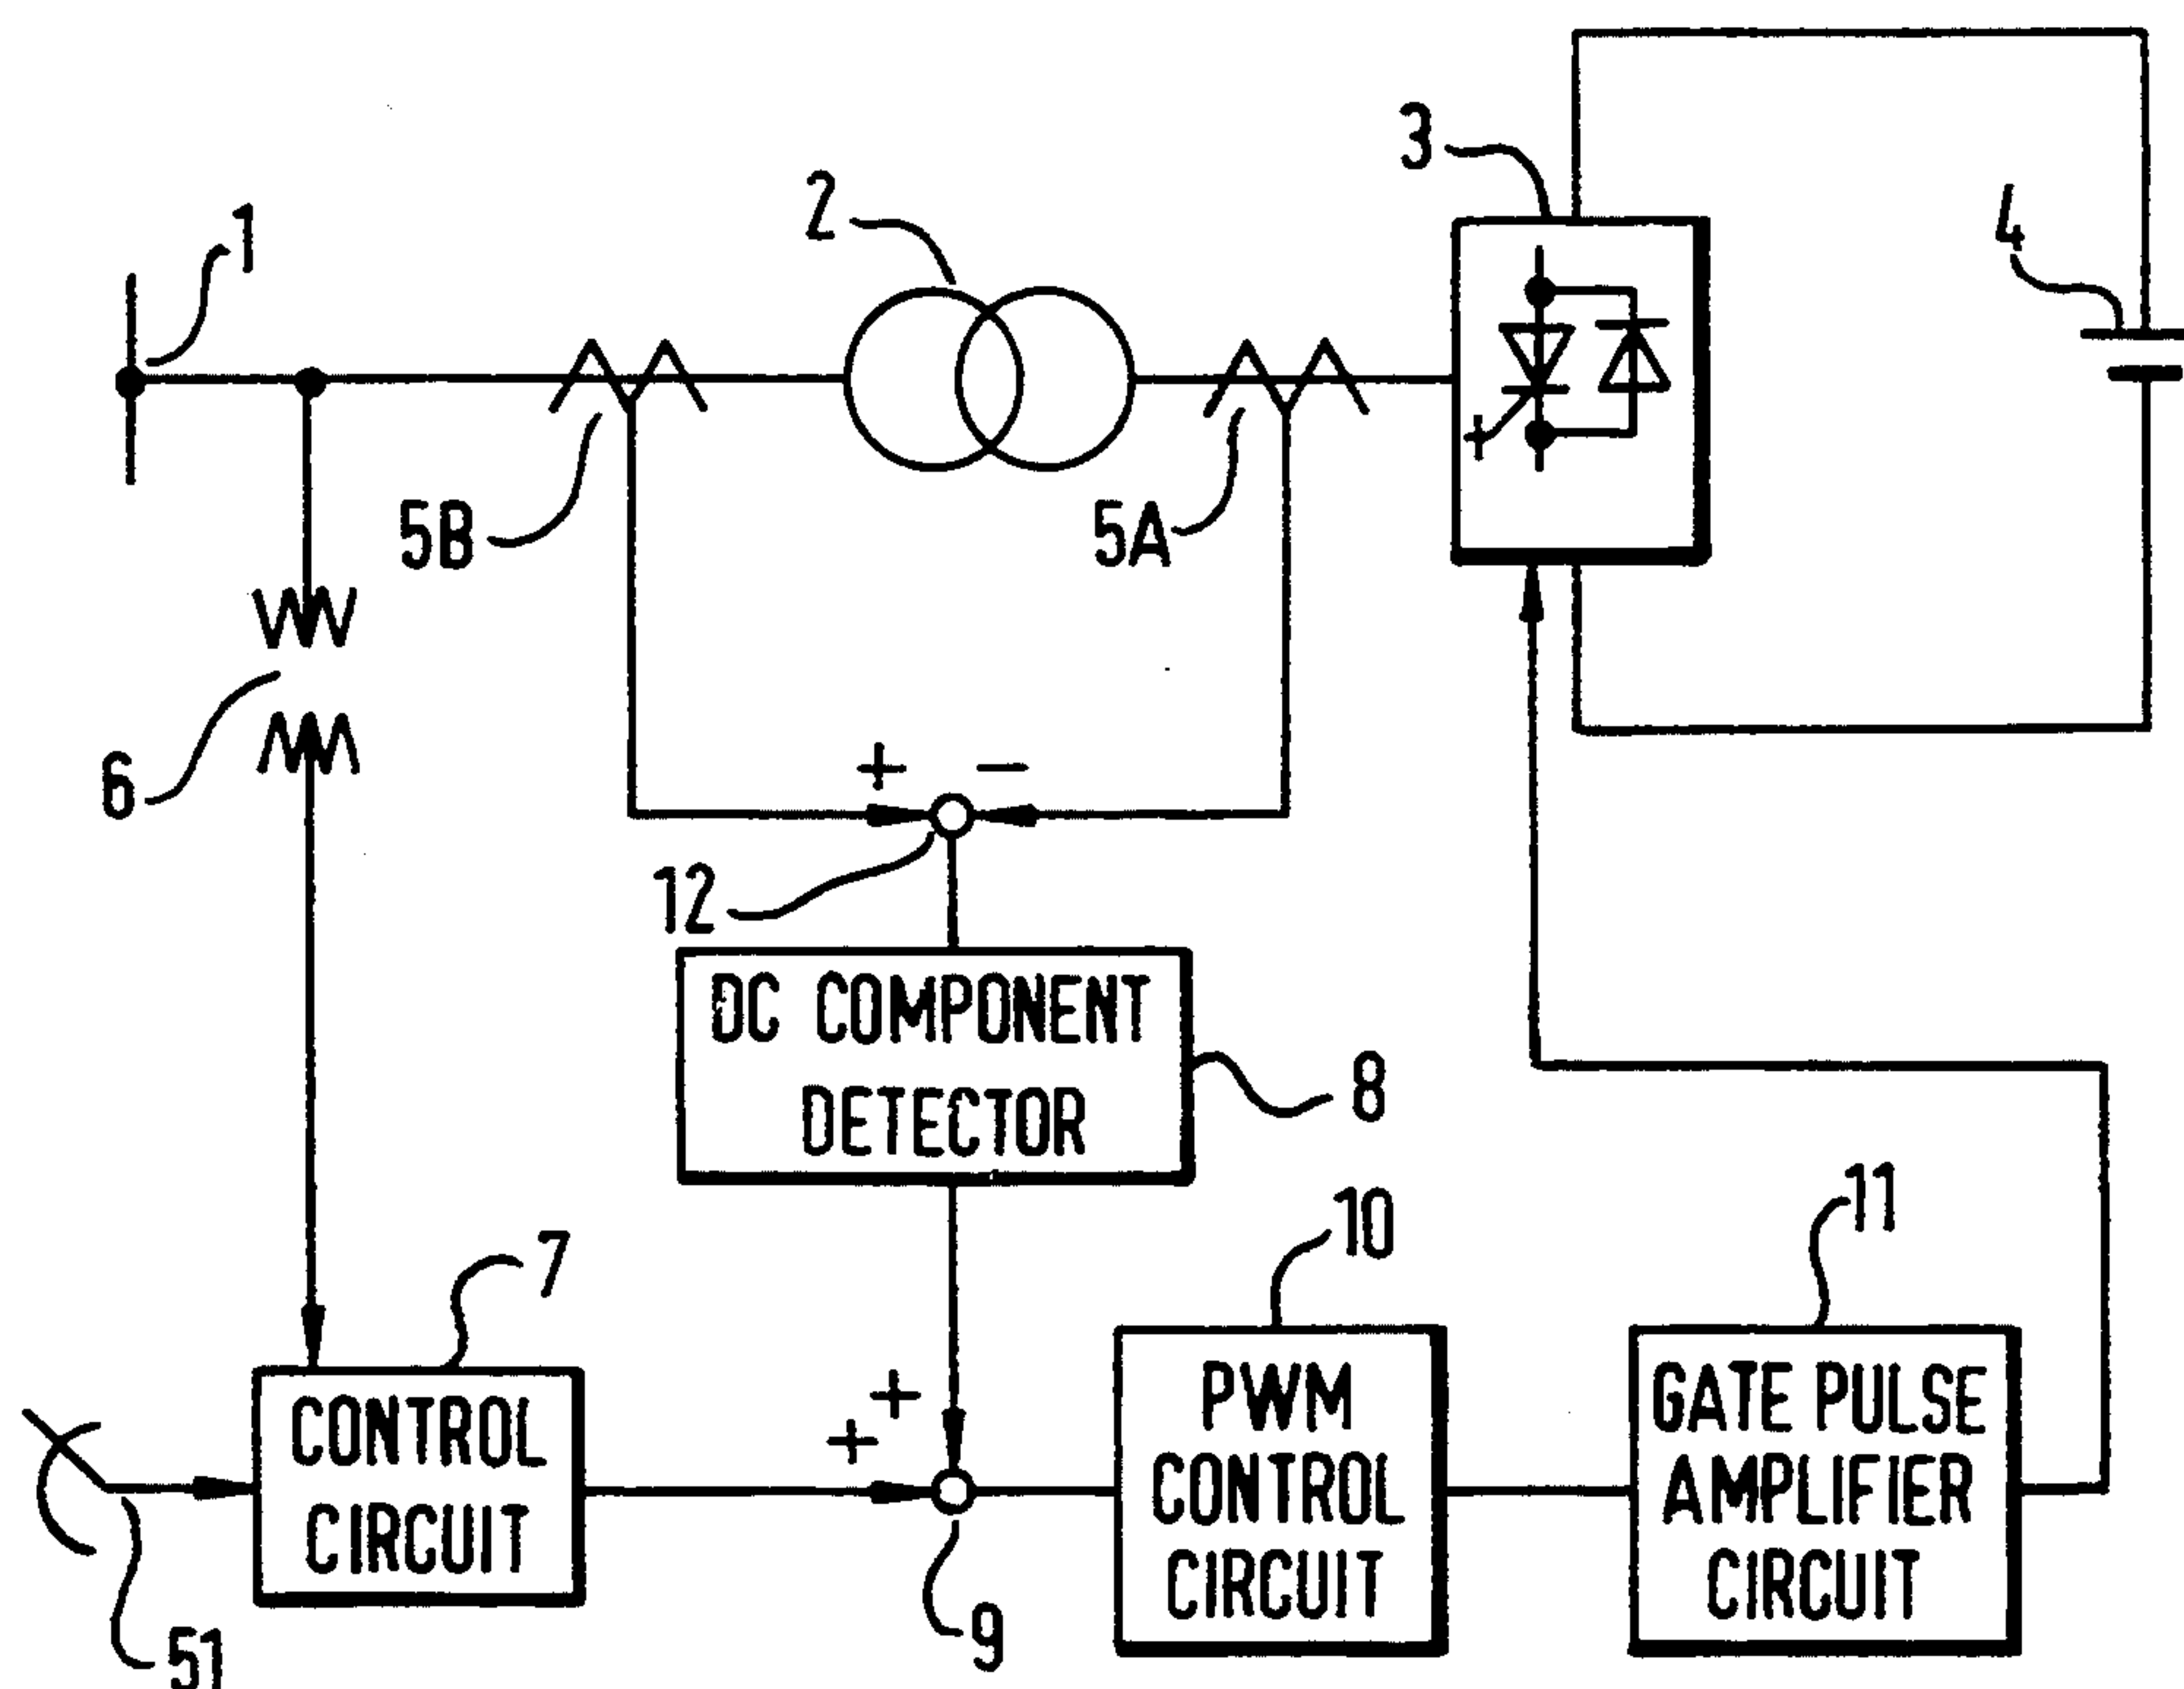 3
2
4
1
5B
5A
6
+ −
12
DC COMPONENT
DETECTOR
8
10
11
7
+
+
CONTROL
CIRCUIT
PWM
CONTROL
CIRCUIT
GATE PULSE
AMPLIFIER
CIRCUIT
9
51